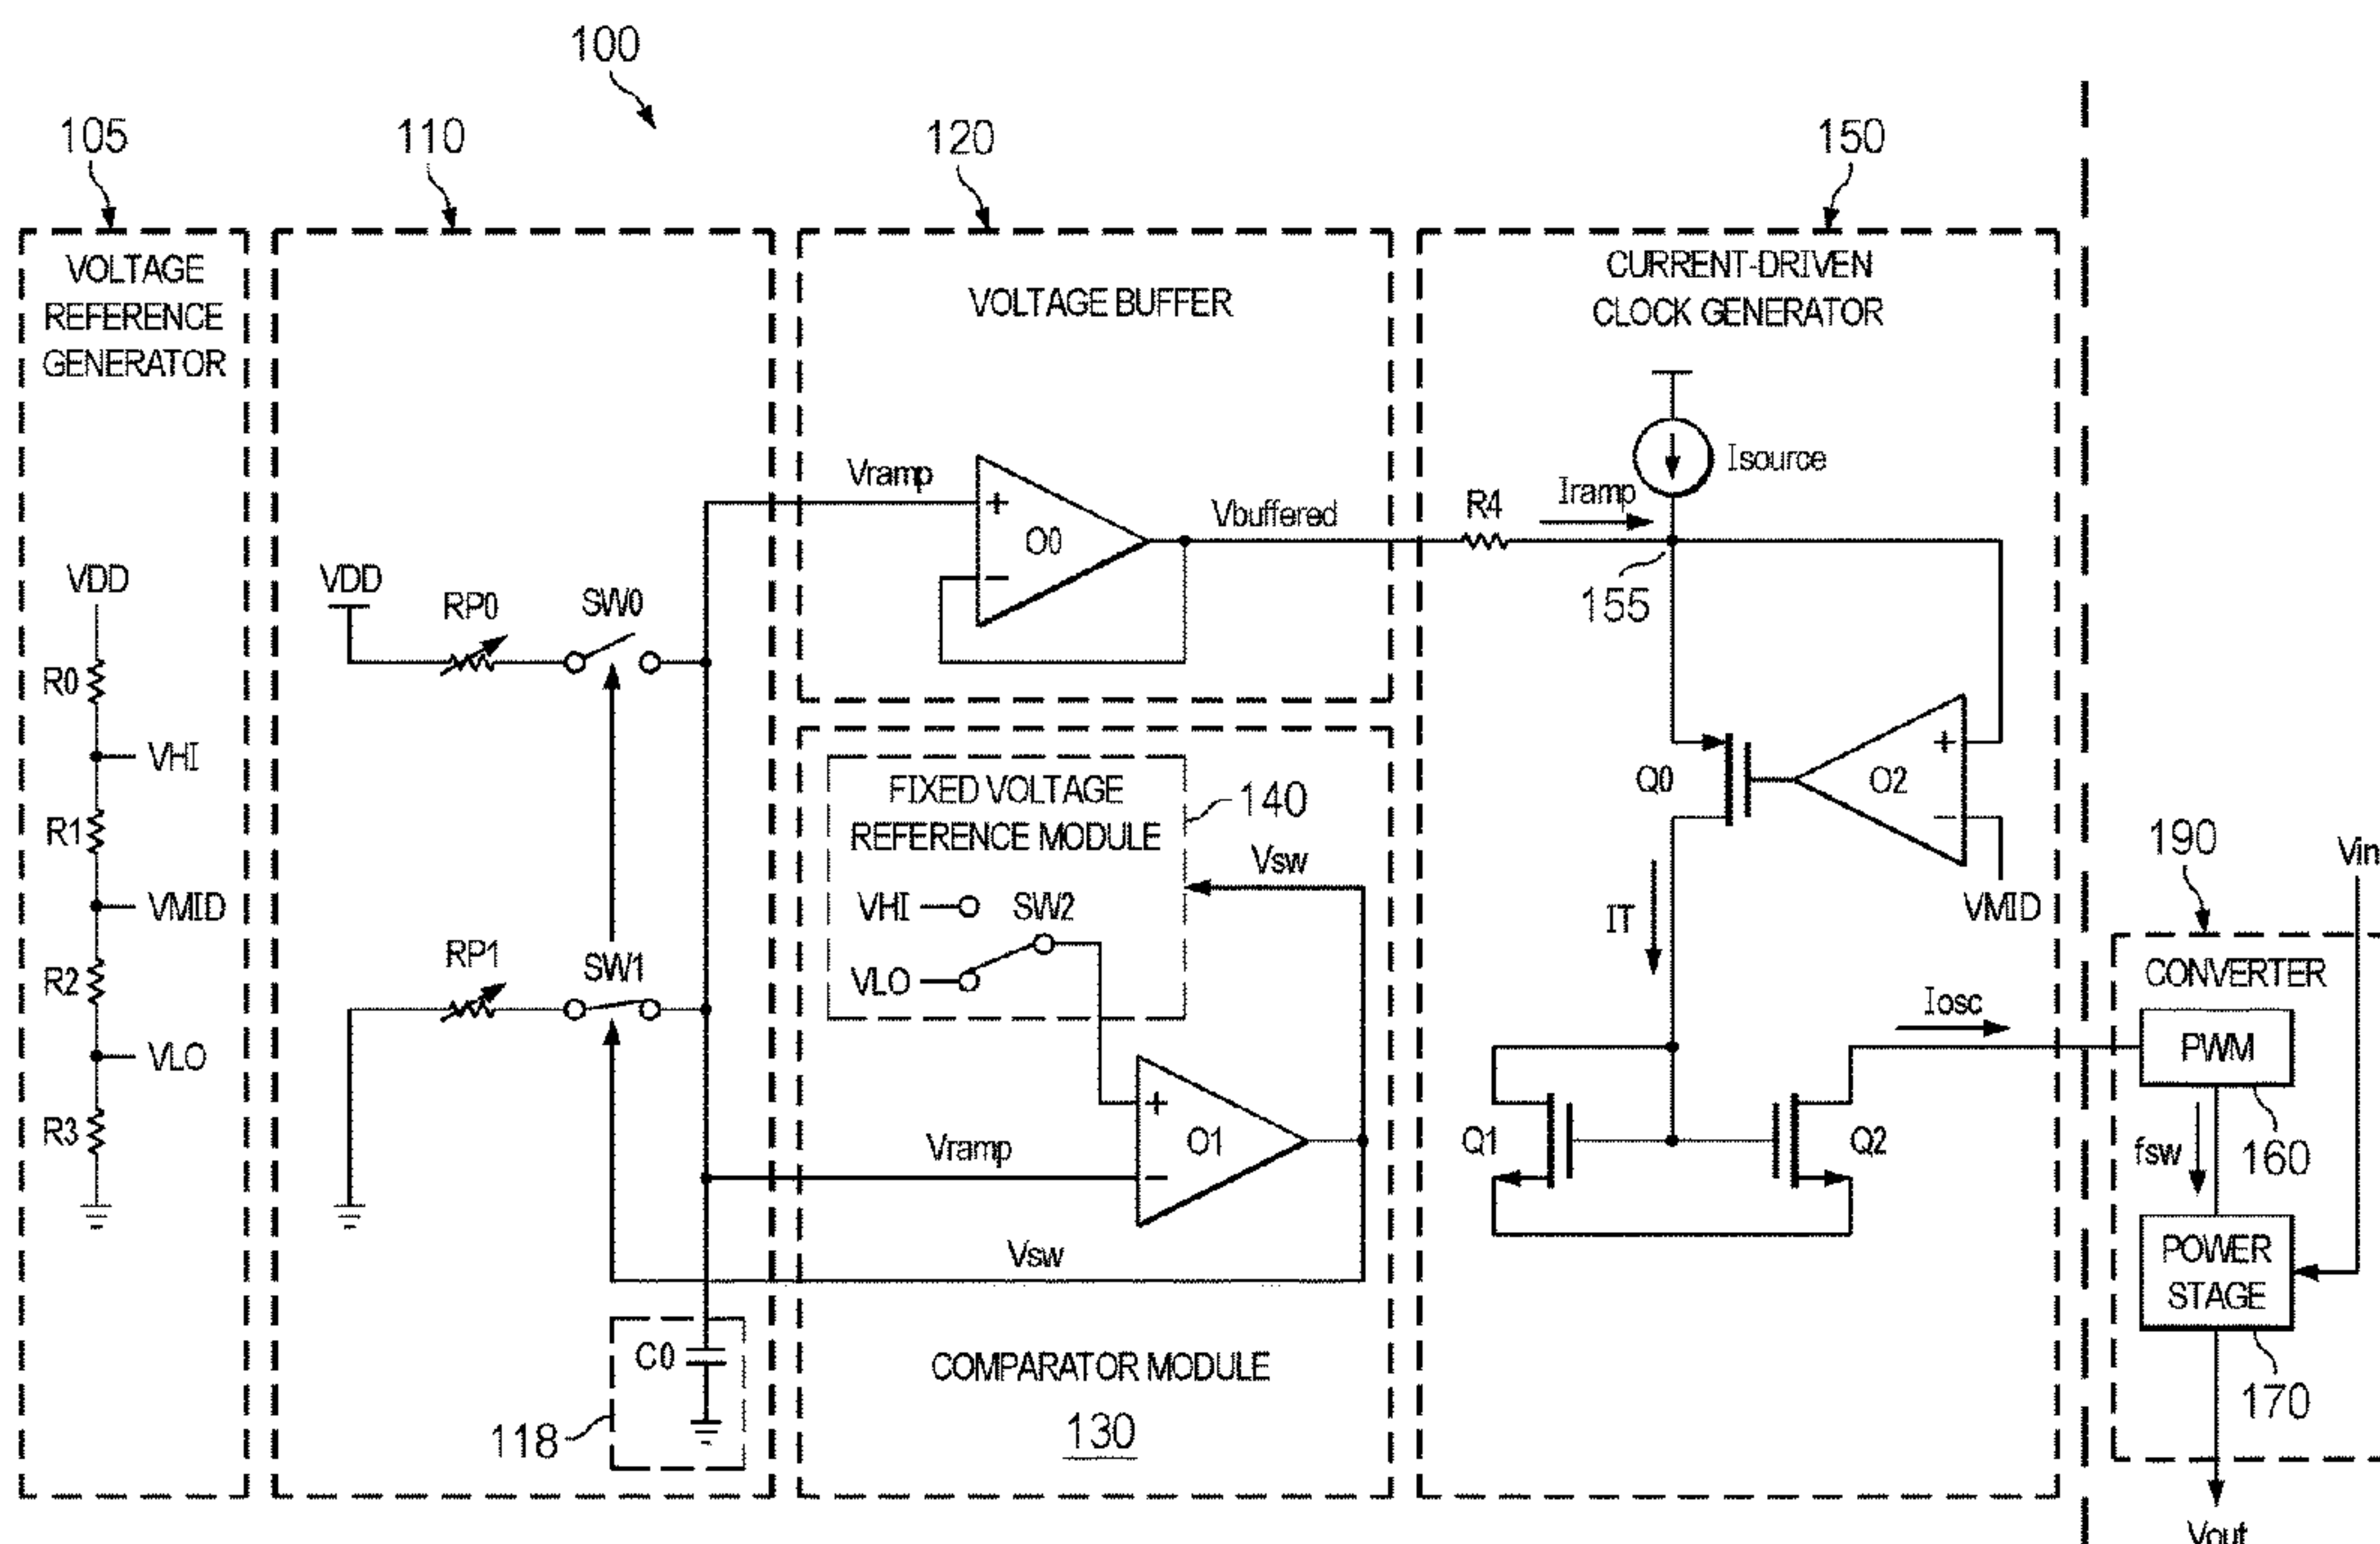 100
105
110
120
150
VOLTAGE
REFERENCE
GENERATOR
VDD
R0
VHI
R1
VMID
R2
VLO
R3
VDD
RP0
SW0
RP1
SW1
C0
118
VOLTAGE BUFFER
Vramp
+
O0
−
Vbuffered
FIXED VOLTAGE
REFERENCE MODULE
140
VHI
SW2
VLO
Vsw
+
O1
−
Vramp
Vsw
COMPARATOR MODULE
130
CURRENT-DRIVEN
CLOCK GENERATOR
Isource
R4
Iramp
155
Q0
+
O2
−
VMID
IT
Iosc
Q1
Q2
190
Vin
CONVERTER
PWM
fsw
160
POWER
STAGE
170
Vout